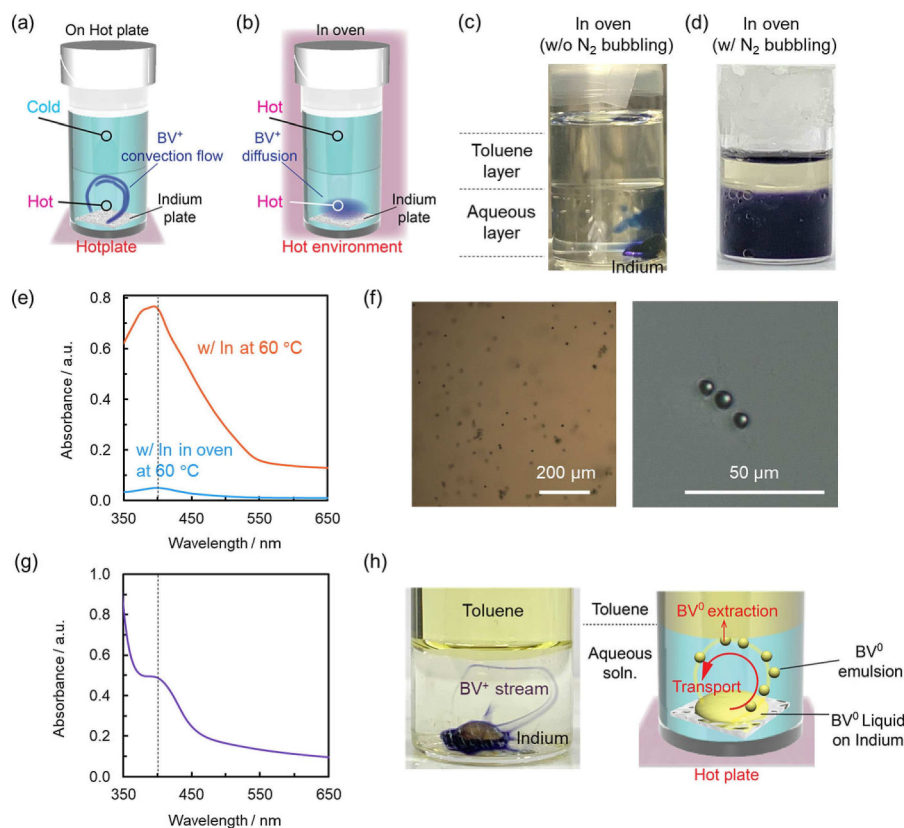 (a)
On Hot plate
Cold
BV⁺
convection flow
Hot
Indium
plate
Hotplate
(b)
In oven
Hot
BV⁺
diffusion
Hot
Indium
plate
Hot environment
(c)
In oven
(w/o N₂ bubbling)
Toluene
layer
Aqueous
layer
Indium
(d)
In oven
(w/ N₂ bubbling)
(e)
Absorbance / a.u.
0.8
0.6
0.4
0.2
0.0
w/ In at 60 °C
w/ In in oven
at 60 °C
350
450
550
650
Wavelength / nm
(f)
200 μm
50 μm
(g)
Absorbance / a.u.
1.0
0.8
0.6
0.4
0.2
0.0
350
450
550
650
Wavelength / nm
(h)
Toluene
BV⁺ stream
Indium
Toluene
Aqueous
soln.
BV⁰ extraction
Transport
BV⁰
emulsion
BV⁰ Liquid
on Indium
Hot plate